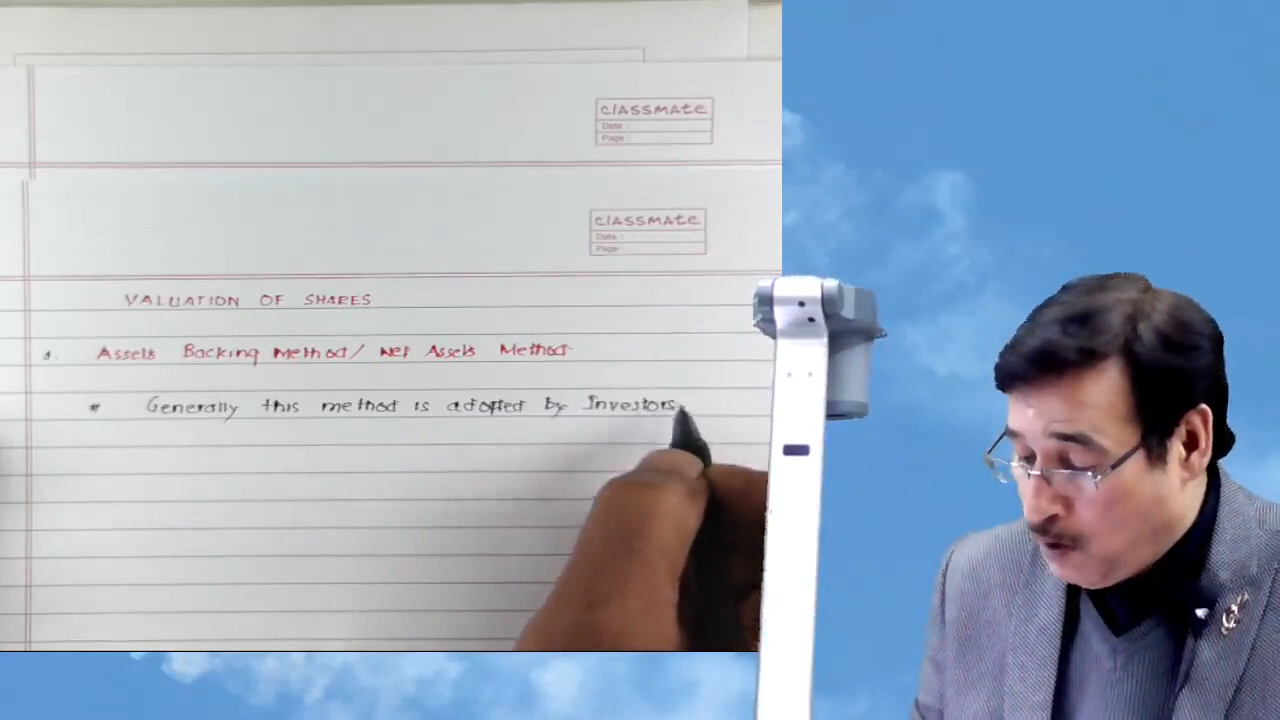 classmate
Date :
Page :
classmate
Date :
Page :
VALUATION OF SHARES
Assets Backing Method/ Net Assets Method
* Generally this method is adopted by Investors